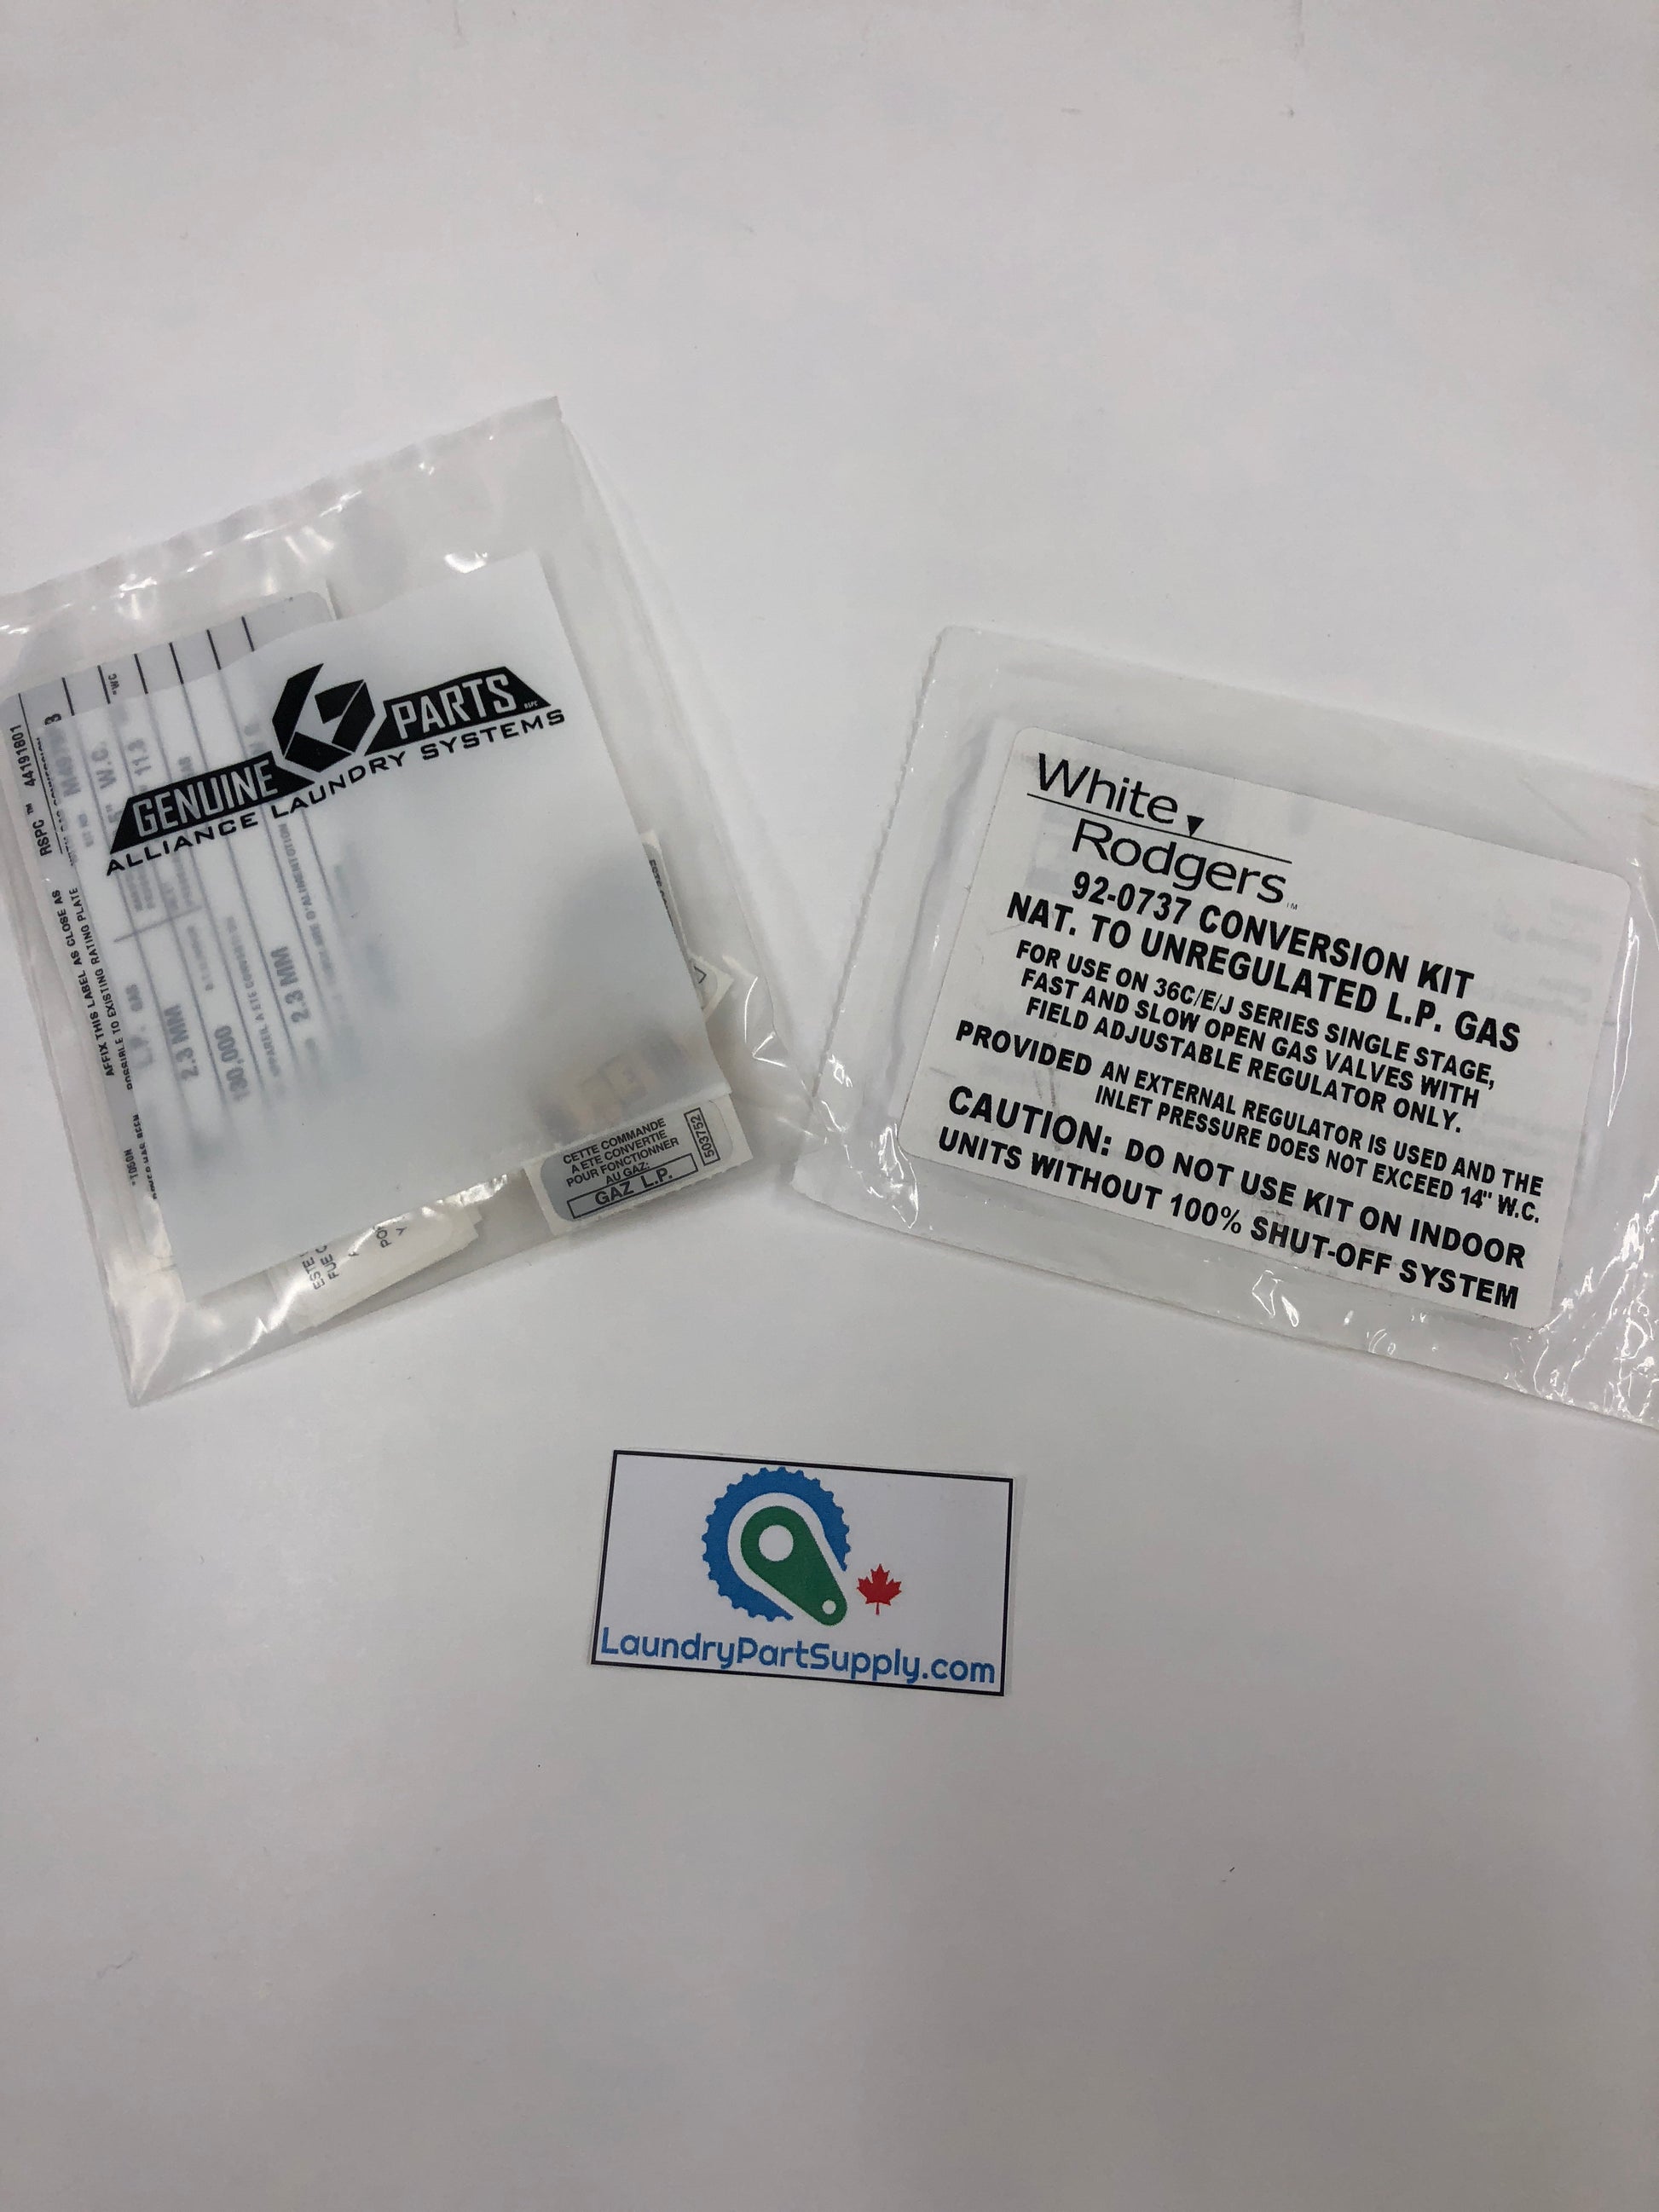 GENUINE PARTS
ALLIANCE LAUNDRY SYSTEMS
RSPC™ 44191801
AFFIX THIS LABEL AS CLOSE AS
POSSIBLE TO EXISTING RATING PLATE
L.P. GAS
2.3 MM
130,000
2.3 MM
W.C.
11.3
"WC
CETTE COMMANDE
A ETE CONVERTIE
POUR FONCTIONNER
AU GAZ:
GAZ L.P.
503752
White
Rodgers™
92-0737 CONVERSION KIT
NAT. TO UNREGULATED L.P. GAS
FOR USE ON 36C/E/J SERIES SINGLE STAGE,
FAST AND SLOW OPEN GAS VALVES WITH
FIELD ADJUSTABLE REGULATOR ONLY.
PROVIDED AN EXTERNAL REGULATOR IS USED AND THE
INLET PRESSURE DOES NOT EXCEED 14" W.C.
CAUTION: DO NOT USE KIT ON INDOOR
UNITS WITHOUT 100% SHUT-OFF SYSTEM
LaundryPartSupply.com